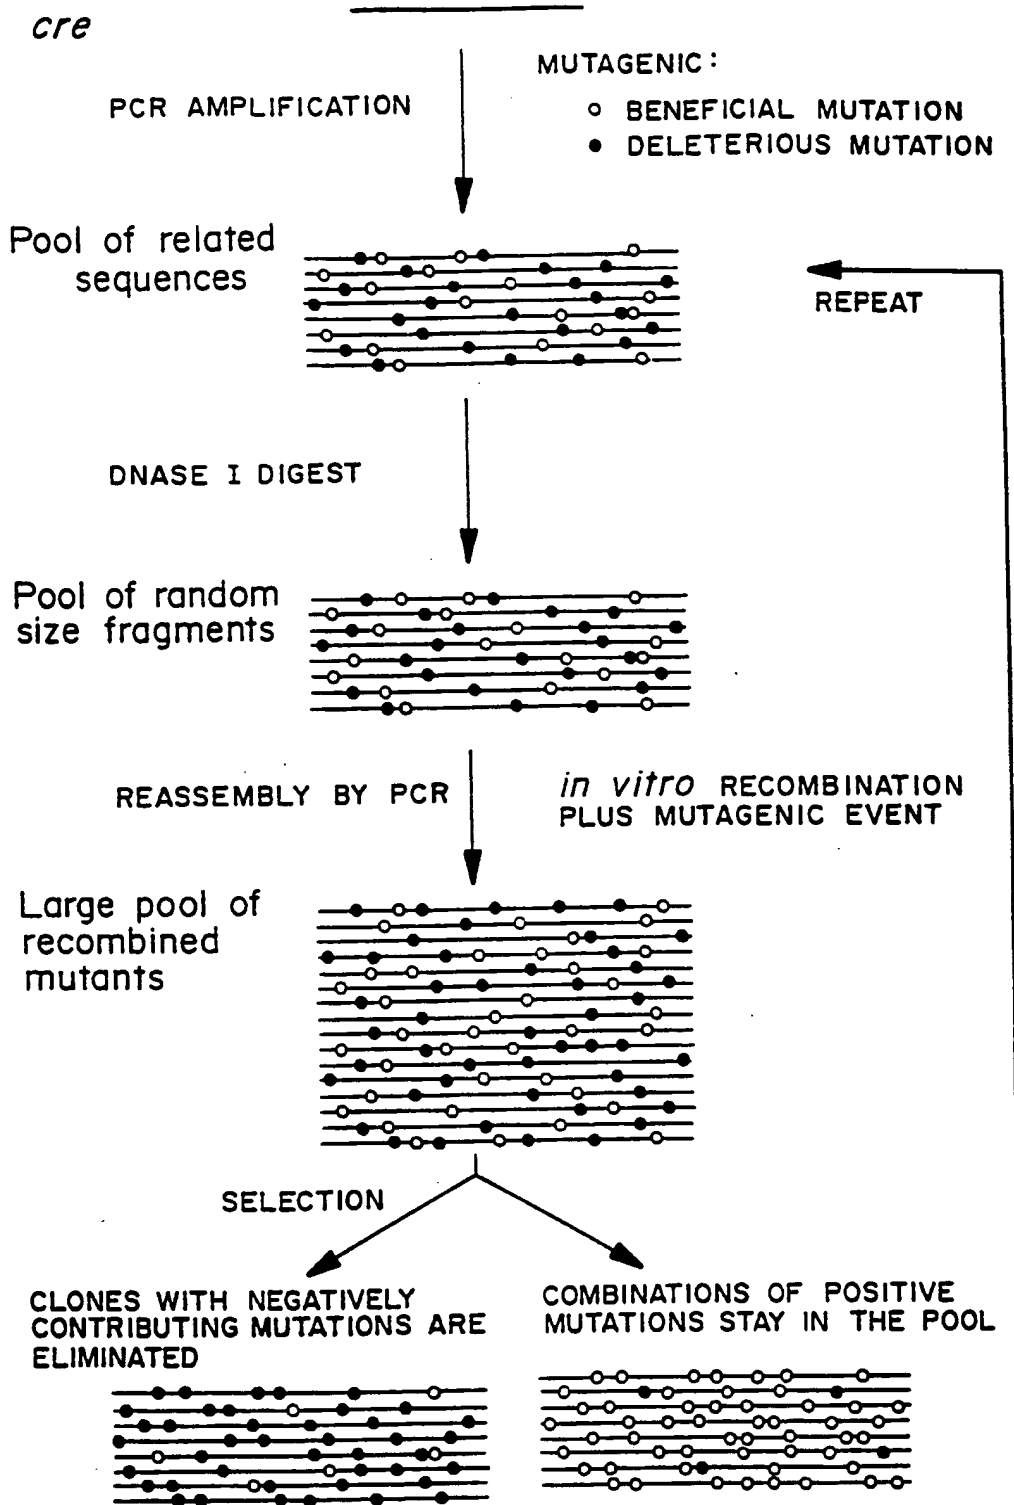 cre
PCR AMPLIFICATION
MUTAGENIC:
BENEFICIAL MUTATION
DELETERIOUS MUTATION
Pool of related
sequences
REPEAT
DNASE I DIGEST
Pool of random
size fragments
REASSEMBLY BY PCR
in vitro RECOMBINATION
PLUS MUTAGENIC EVENT
Large pool of
recombined
mutants
SELECTION
CLONES WITH NEGATIVELY
CONTRIBUTING MUTATIONS ARE
ELIMINATED
COMBINATIONS OF POSITIVE
MUTATIONS STAY IN THE POOL